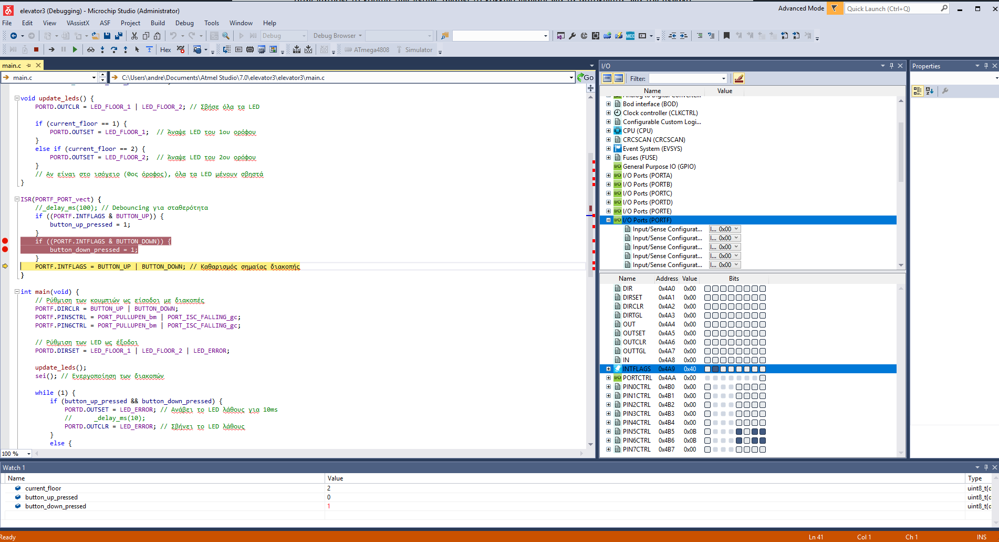 elevator3 (Debugging) - Microchip Studio (Administrator)
Advanced Mode
Quick Launch (Ctrl+Q)
File Edit View VAssistX ASF Project Build Debug Tools Window Help
Debug Debug Browser
Hex ATmega4808 Simulator
main.c
main.c C:\Users\andre\Documents\Atmel Studio\7.0\elevator3\elevator3\main.c Go
void update_leds() {
PORTD.OUTCLR = LED_FLOOR_1 | LED_FLOOR_2; // Σβήσε όλα τα LED
if (current_floor == 1) {
PORTD.OUTSET = LED_FLOOR_1; // Άναψε LED του 1ου ορόφου
}
else if (current_floor == 2) {
PORTD.OUTSET = LED_FLOOR_2; // Άναψε LED του 2ου ορόφου
}
// Αν είναι στο ισόγειο (0ος όροφος), όλα τα LED μένουν σβηστά
}
ISR(PORTF_PORT_vect) {
//_delay_ms(100); // Debouncing για σταθερότητα
if ((PORTF.INTFLAGS & BUTTON_UP)) {
button_up_pressed = 1;
}
if ((PORTF.INTFLAGS & BUTTON_DOWN)) {
button_down_pressed = 1;
}
PORTF.INTFLAGS = BUTTON_UP | BUTTON_DOWN; // Καθαρισμός σημαίας διακοπής
}
int main(void) {
// Ρύθμιση των κουμπιών ως είσοδοι με διακοπές
PORTF.DIRCLR = BUTTON_UP | BUTTON_DOWN;
PORTF.PIN5CTRL = PORT_PULLUPEN_bm | PORT_ISC_FALLING_gc;
PORTF.PIN6CTRL = PORT_PULLUPEN_bm | PORT_ISC_FALLING_gc;
// Ρύθμιση των LED ως έξοδοι
PORTD.DIRSET = LED_FLOOR_1 | LED_FLOOR_2 | LED_ERROR;
update_leds();
sei(); // Ενεργοποίηση των διακοπών
while (1) {
if (button_up_pressed && button_down_pressed) {
PORTD.OUTSET = LED_ERROR; // Ανάβει το LED λάθους για 10ms
// _delay_ms(10);
PORTD.OUTCLR = LED_ERROR; // Σβήνει το LED λάθους
}
else {
100 %
I/O
Filter:
Name Value
Bod interface (BOD)
Clock controller (CLKCTRL)
Configurable Custom Logi...
CPU (CPU)
CRCSCAN (CRCSCAN)
Event System (EVSYS)
Fuses (FUSE)
I/O General Purpose IO (GPIO)
I/O I/O Ports (PORTA)
I/O I/O Ports (PORTB)
I/O I/O Ports (PORTC)
I/O I/O Ports (PORTD)
I/O I/O Ports (PORTE)
I/O I/O Ports (PORTF)
Input/Sense Configurat... I... 0x00
Input/Sense Configurat... I... 0x00
Input/Sense Configurat... I... 0x00
Input/Sense Configurat... I... 0x00
Input/Sense Configurat... I... 0x00
Name Address Value Bits
DIR 0x4A0 0x00
DIRSET 0x4A1 0x00
DIRCLR 0x4A2 0x00
DIRTGL 0x4A3 0x00
OUT 0x4A4 0x00
OUTSET 0x4A5 0x00
OUTCLR 0x4A6 0x00
OUTTGL 0x4A7 0x00
IN 0x4A8 0x00
INTFLAGS 0x4A9 0x40
I/O PORTCTRL 0x4AA 0x00
PIN0CTRL 0x4B0 0x00
PIN1CTRL 0x4B1 0x00
PIN2CTRL 0x4B2 0x00
PIN3CTRL 0x4B3 0x00
PIN4CTRL 0x4B4 0x00
PIN5CTRL 0x4B5 0x0B
PIN6CTRL 0x4B6 0x0B
PIN7CTRL 0x4B7 0x00
Properties
Watch 1
Name Value Type
current_floor 2 uint8_t{d
button_up_pressed 0 uint8_t{d
button_down_pressed 1 uint8_t{d
Ready Ln 41 Col 1 Ch 1 INS